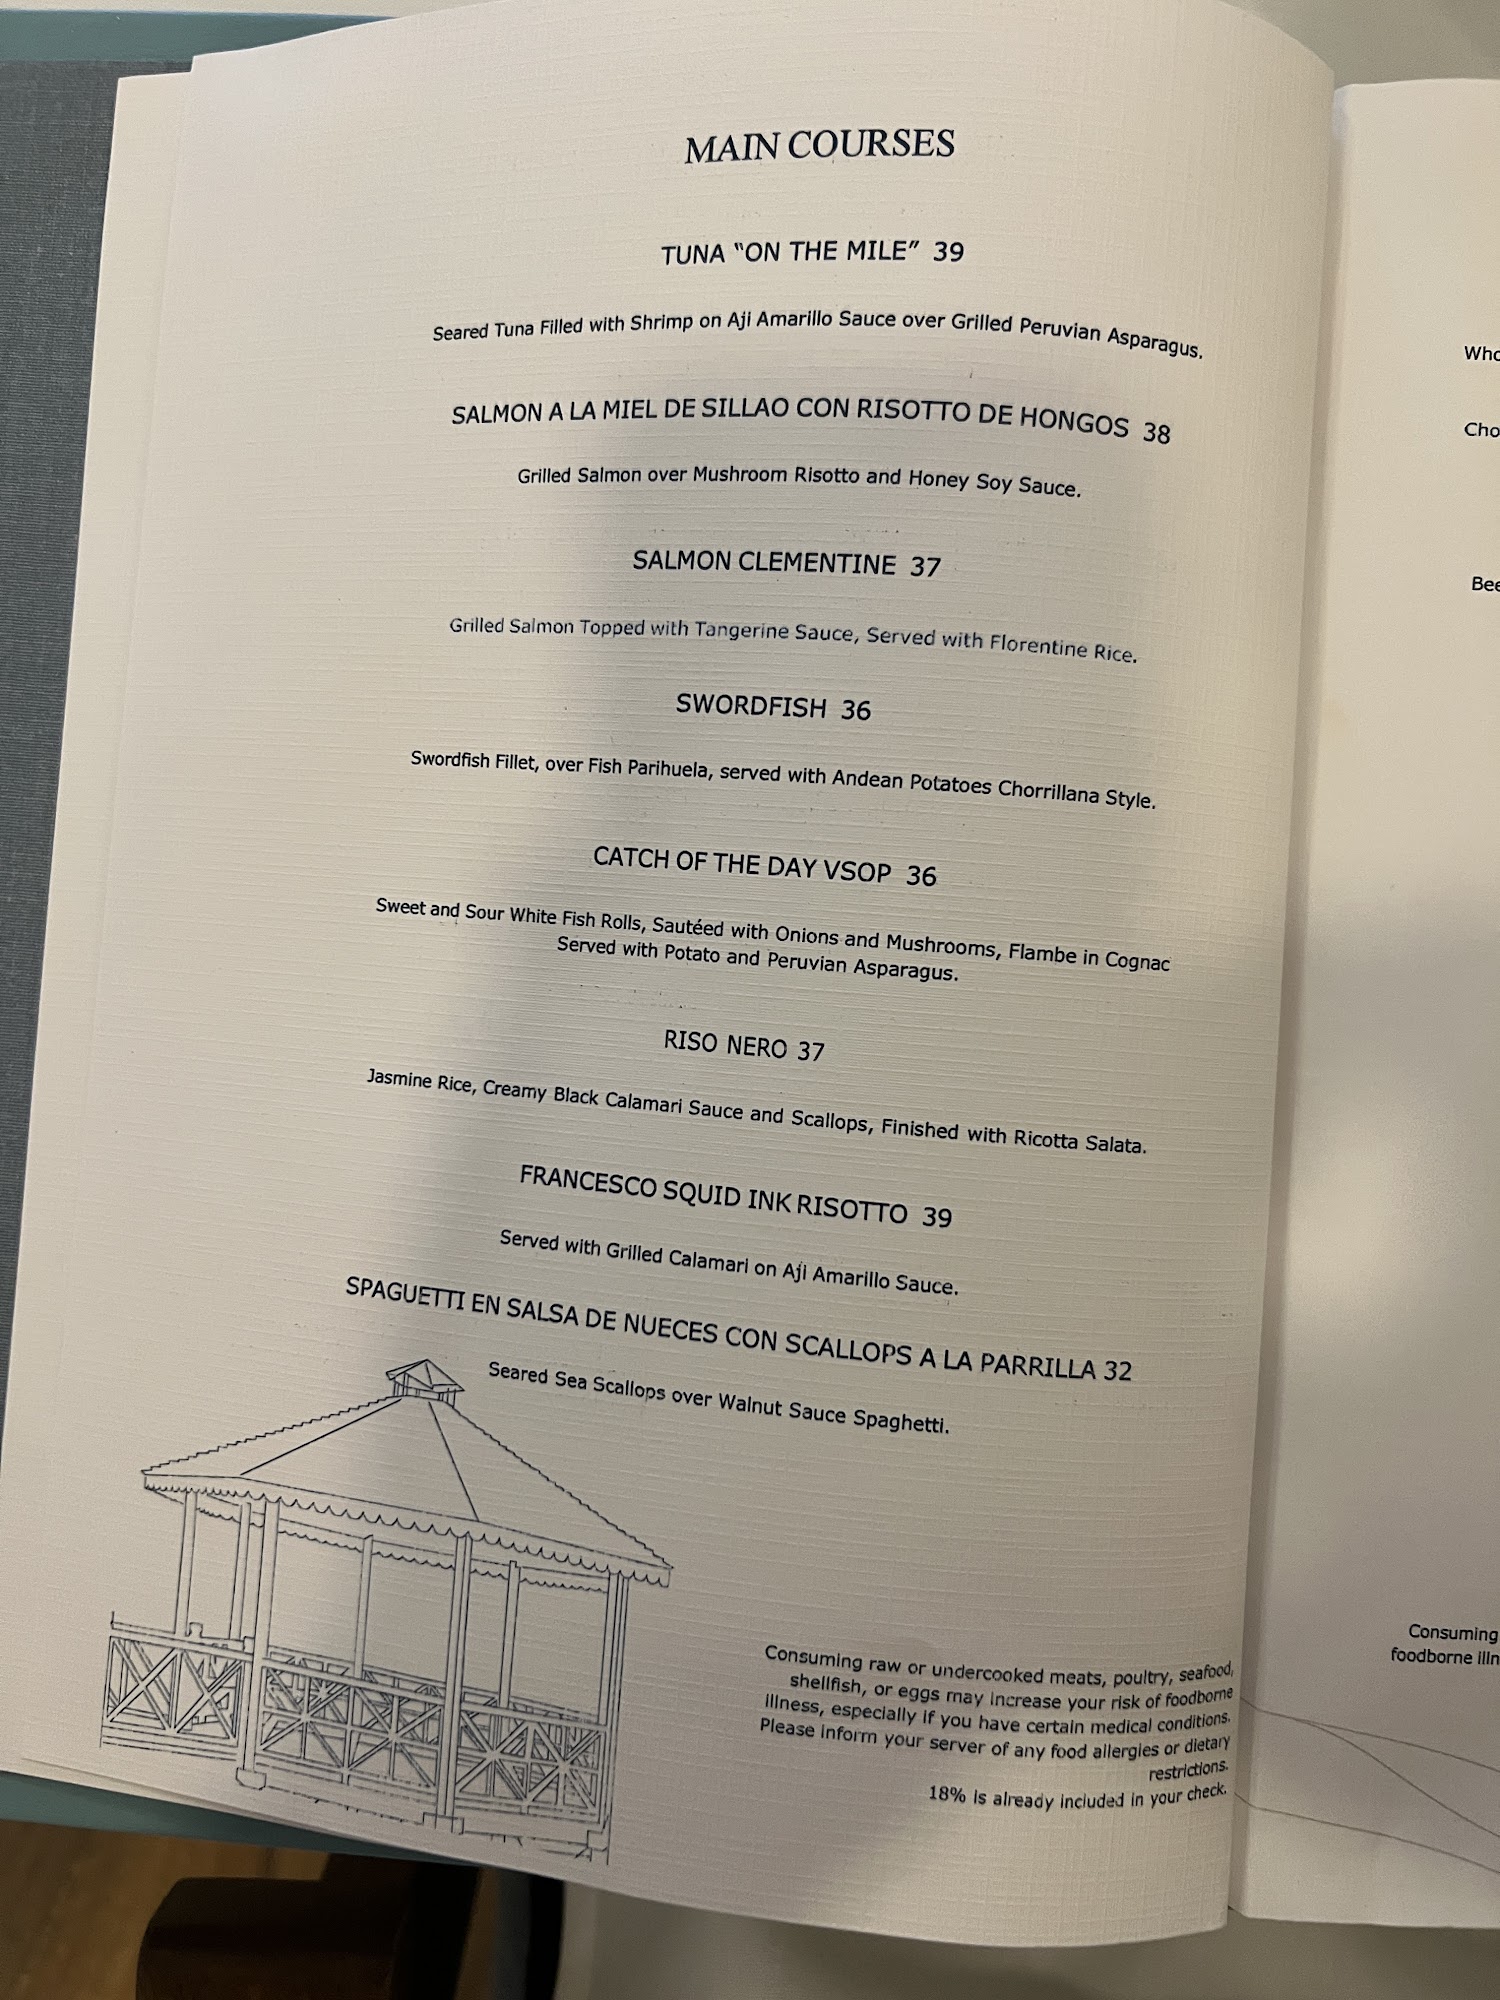 MAIN COURSES
TUNA “ON THE MILE” 39
Seared Tuna Filled with Shrimp on Aji Amarillo Sauce over Grilled Peruvian Asparagus.
SALMON A LA MIEL DE SILLAO CON RISOTTO DE HONGOS 38
Grilled Salmon over Mushroom Risotto and Honey Soy Sauce.
SALMON CLEMENTINE 37
Grilled Salmon Topped with Tangerine Sauce, Served with Florentine Rice.
SWORDFISH 36
Swordfish Fillet, over Fish Parihuela, served with Andean Potatoes Chorrillana Style.
CATCH OF THE DAY VSOP 36
Sweet and Sour White Fish Rolls, Sautéed with Onions and Mushrooms, Flambe in Cognac
Served with Potato and Peruvian Asparagus.
RISO NERO 37
Jasmine Rice, Creamy Black Calamari Sauce and Scallops, Finished with Ricotta Salata.
FRANCESCO SQUID INK RISOTTO 39
Served with Grilled Calamari on Aji Amarillo Sauce.
SPAGUETTI EN SALSA DE NUECES CON SCALLOPS A LA PARRILLA 32
Seared Sea Scallops over Walnut Sauce Spaghetti.
Consuming raw or undercooked meats, poultry, seafood,
shellfish, or eggs may increase your risk of foodborne
illness, especially if you have certain medical conditions.
Please inform your server of any food allergies or dietary
restrictions.
18% is already included in your check.
Who
Cho
Bee
Consuming
foodborne illn